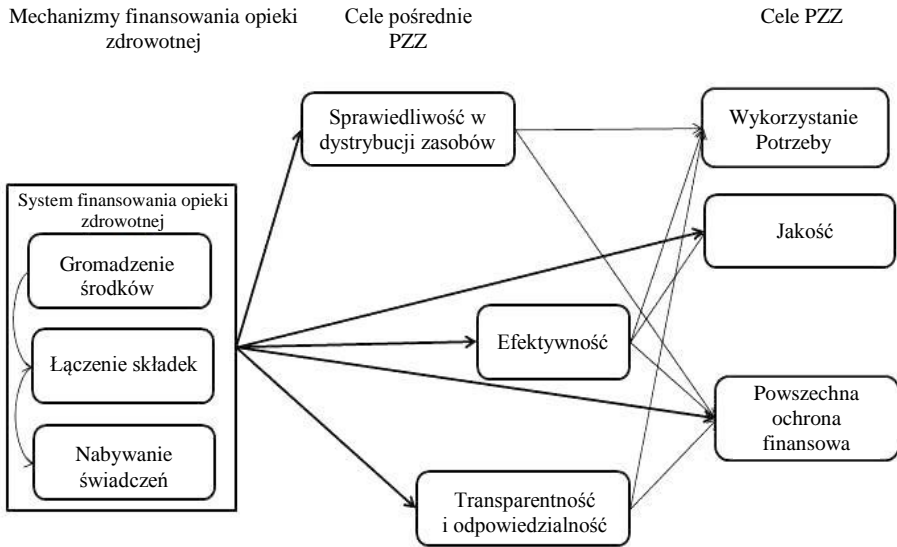 Mechanizmy finansowania opieki
zdrowotnej
Cele pośrednie
PZZ
Cele PZZ
Sprawiedliwość w
dystrybucji zasobów
Wykorzystanie
Potrzeby
System finansowania opieki
zdrowotnej
Gromadzenie
środków
Jakość
Łączenie składek
Efektywność
Powszechna
ochrona
finansowa
Nabywanie
świadczeń
Transparentność
i odpowiedzialność